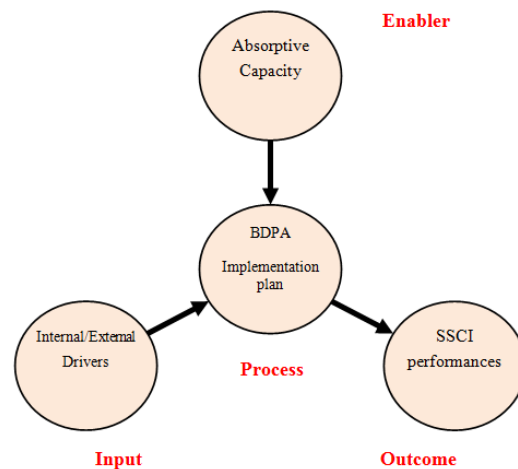 Enabler
Absorptive
Capacity
BDPA
Implementation
plan
Internal/External
Drivers
SSCI
performances
Process
Input
Outcome